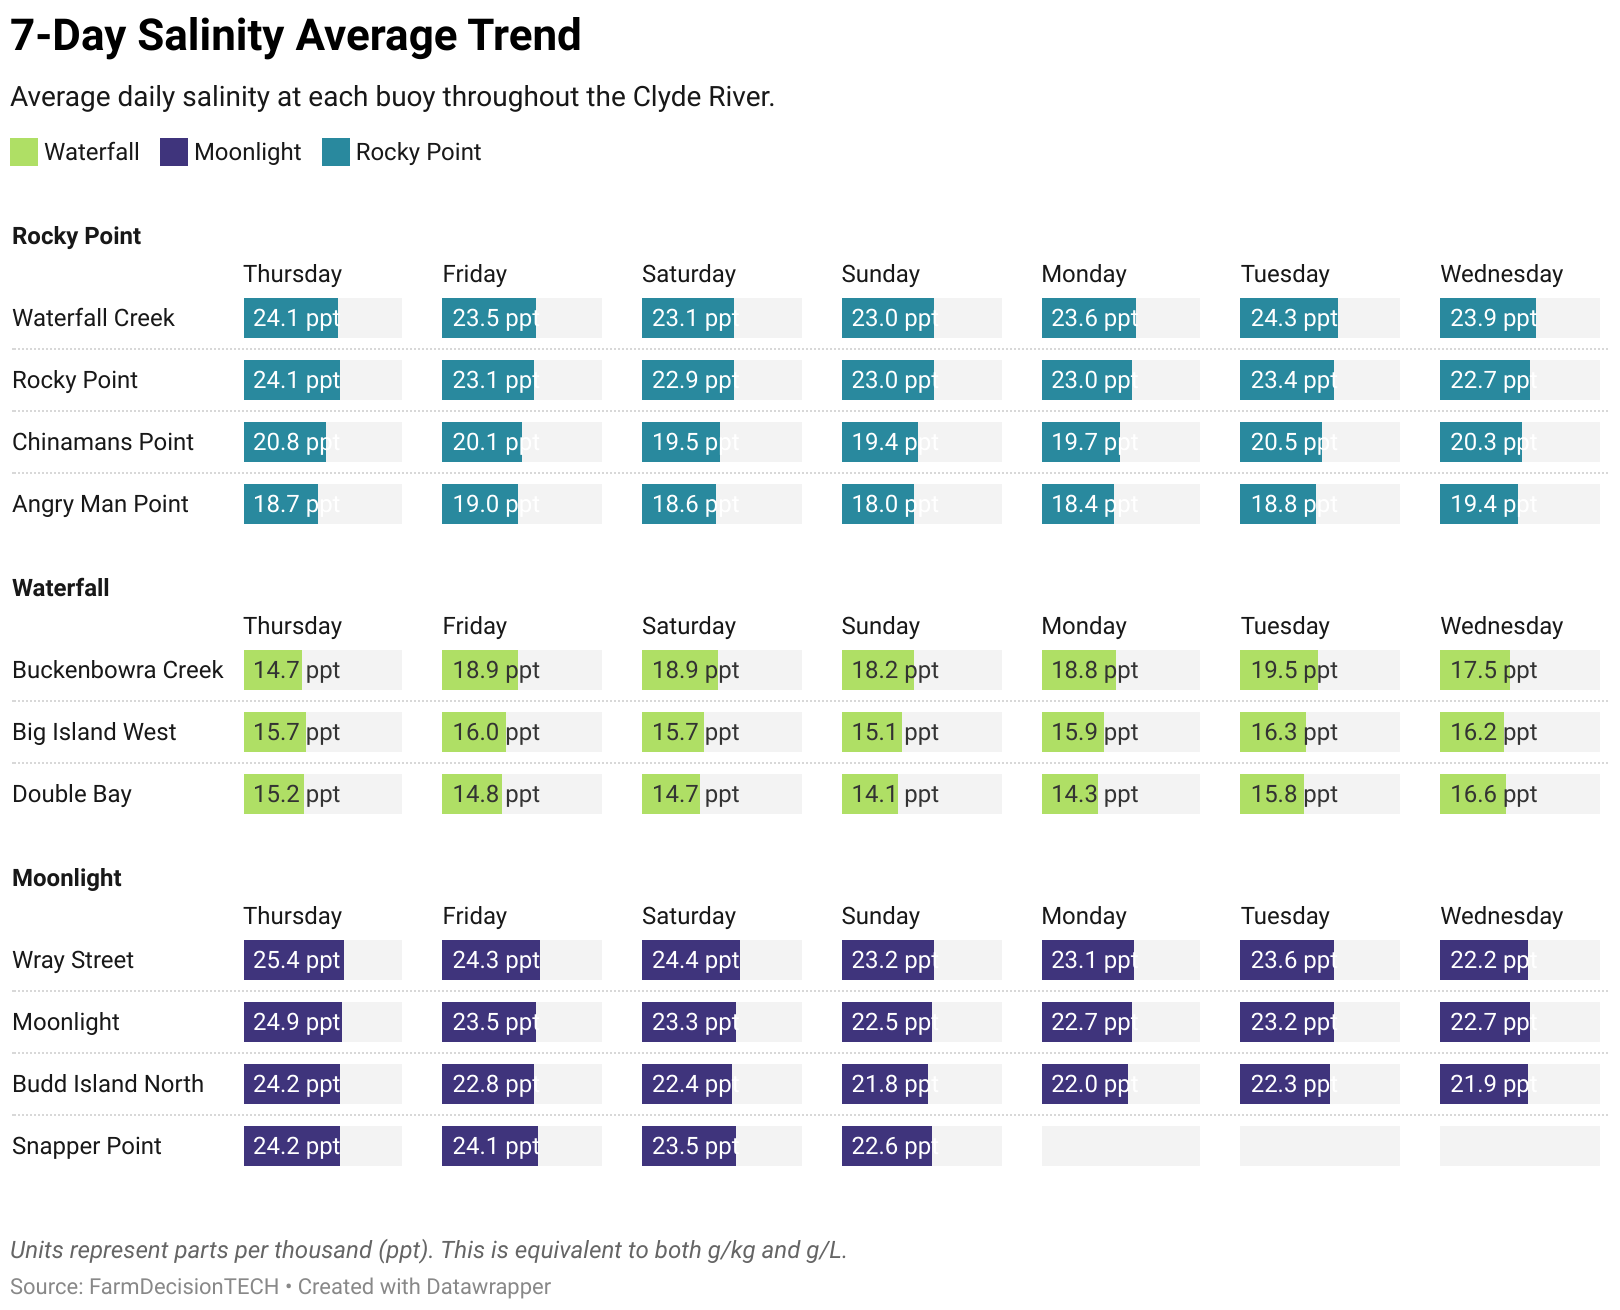 7-Day Salinity Average Trend
Average daily salinity at each buoy throughout the Clyde River.
Waterfall Moonlight Rocky Point
Rocky Point
Thursday Friday Saturday Sunday Monday Tuesday Wednesday
Waterfall Creek 24.1 ppt 23.5 ppt 23.1 ppt 23.0 ppt 23.6 ppt 24.3 ppt 23.9 ppt
Rocky Point 24.1 ppt 23.1 ppt 22.9 ppt 23.0 ppt 23.0 ppt 23.4 ppt 22.7 ppt
Chinamans Point 20.8 ppt 20.1 ppt 19.5 ppt 19.4 ppt 19.7 ppt 20.5 ppt 20.3 ppt
Angry Man Point 18.7 ppt 19.0 ppt 18.6 ppt 18.0 ppt 18.4 ppt 18.8 ppt 19.4 ppt
Waterfall
Thursday Friday Saturday Sunday Monday Tuesday Wednesday
Buckenbowra Creek 14.7 ppt 18.9 ppt 18.9 ppt 18.2 ppt 18.8 ppt 19.5 ppt 17.5 ppt
Big Island West 15.7 ppt 16.0 ppt 15.7 ppt 15.1 ppt 15.9 ppt 16.3 ppt 16.2 ppt
Double Bay 15.2 ppt 14.8 ppt 14.7 ppt 14.1 ppt 14.3 ppt 15.8 ppt 16.6 ppt
Moonlight
Thursday Friday Saturday Sunday Monday Tuesday Wednesday
Wray Street 25.4 ppt 24.3 ppt 24.4 ppt 23.2 ppt 23.1 ppt 23.6 ppt 22.2 ppt
Moonlight 24.9 ppt 23.5 ppt 23.3 ppt 22.5 ppt 22.7 ppt 23.2 ppt 22.7 ppt
Budd Island North 24.2 ppt 22.8 ppt 22.4 ppt 21.8 ppt 22.0 ppt 22.3 ppt 21.9 ppt
Snapper Point 24.2 ppt 24.1 ppt 23.5 ppt 22.6 ppt
Units represent parts per thousand (ppt). This is equivalent to both g/kg and g/L.
Source: FarmDecisionTECH • Created with Datawrapper